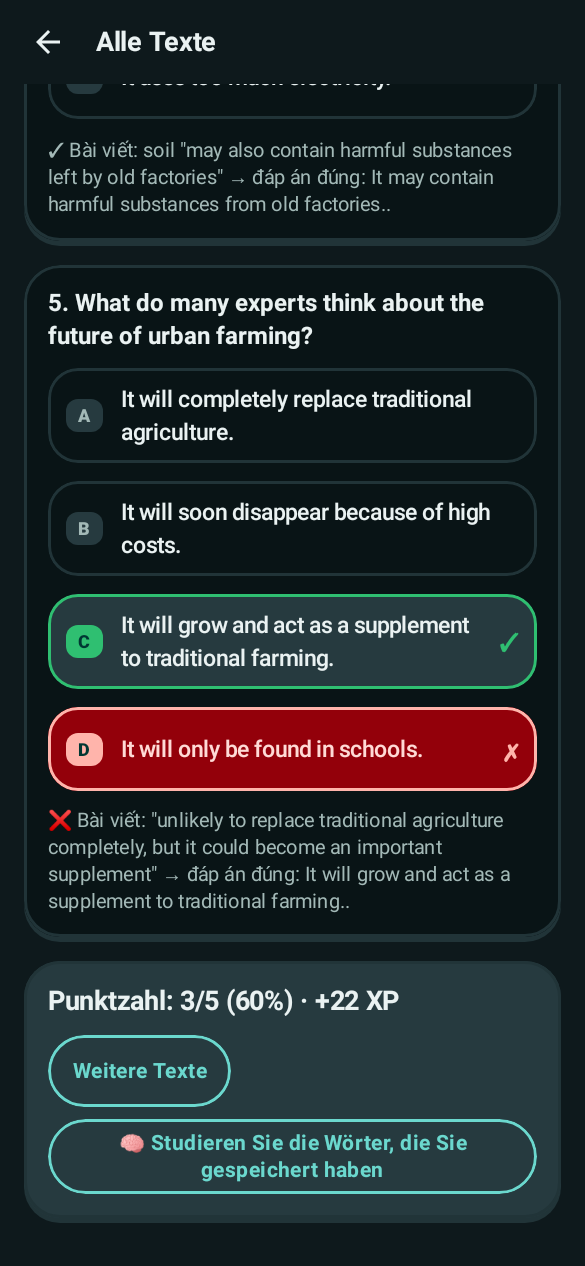 Alle Texte
✓ Bài viết: soil "may also contain harmful substances
left by old factories" → đáp án đúng: It may contain
harmful substances from old factories..
5. What do many experts think about the
future of urban farming?
A
It will completely replace traditional
agriculture.
B
It will soon disappear because of high
costs.
C
It will grow and act as a supplement
to traditional farming.
✓
D
It will only be found in schools.
✗
❌ Bài viết: "unlikely to replace traditional agriculture
completely, but it could become an important
supplement" → đáp án đúng: It will grow and act as a
supplement to traditional farming..
Punktzahl: 3/5 (60%) · +22 XP
Weitere Texte
🧠 Studieren Sie die Wörter, die Sie
gespeichert haben